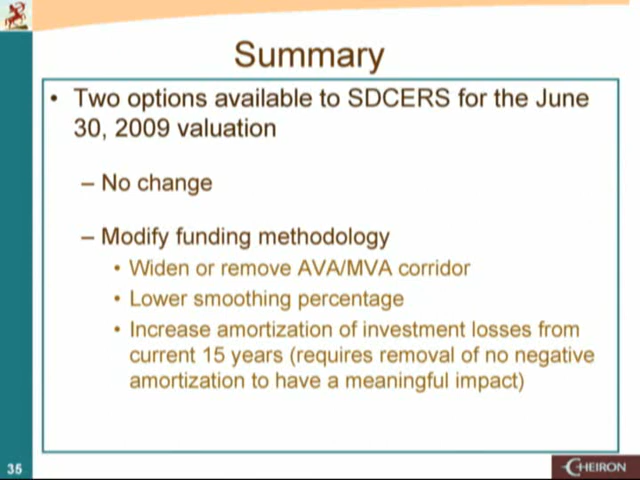 Summary
• Two options available to SDCERS for the June
30, 2009 valuation
– No change
– Modify funding methodology
• Widen or remove AVA/MVA corridor
• Lower smoothing percentage
• Increase amortization of investment losses from
current 15 years (requires removal of no negative
amortization to have a meaningful impact)
35
CHEIRON